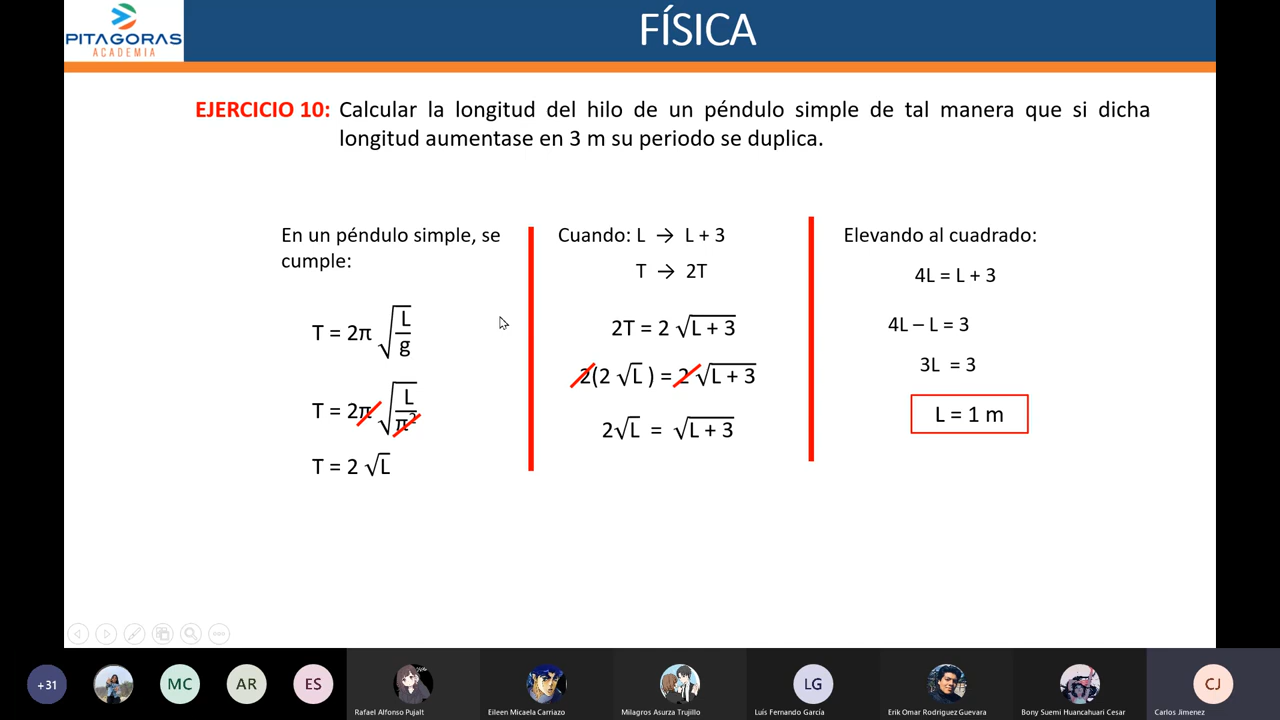 PITAGORAS
ACADEMIA
FÍSICA
EJERCICIO 10: Calcular la longitud del hilo de un péndulo simple de tal manera que si dicha
longitud aumentase en 3 m su periodo se duplica.
En un péndulo simple, se
cumple:
T = 2π √(L/g)
T = 2π √(L/π²)
T = 2 √L
Cuando: L → L + 3
T → 2T
2T = 2 √L + 3
2(2 √L ) = 2 √L + 3
2√L = √L + 3
Elevando al cuadrado:
4L = L + 3
4L – L = 3
3L = 3
L = 1 m
+31
MC
AR
ES
LG
CJ
Rafael Alfonso Pujalt
Eileen Micaela Carriazo
Milagros Asurza Trujillo
Luis Fernando García
Erik Omar Rodriguez Guevara
Bony Suemi Huancahuari Cesar
Carlos Jimenez